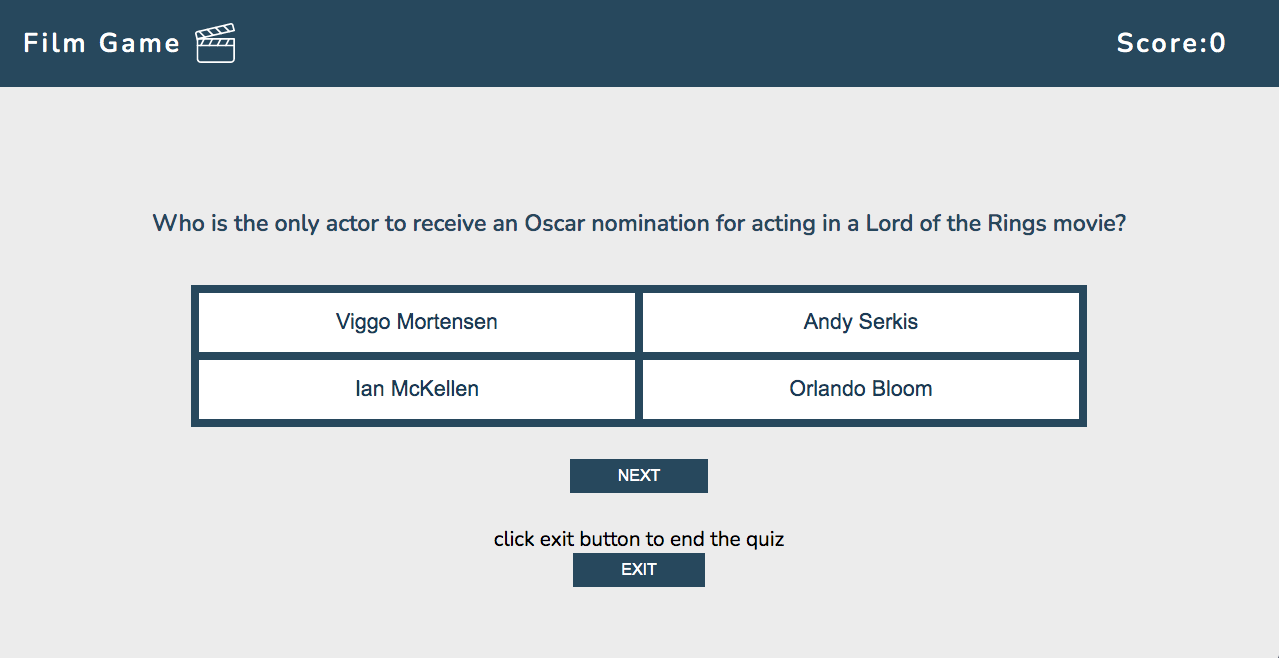 Film Game
Score:0
Who is the only actor to receive an Oscar nomination for acting in a Lord of the Rings movie?
Viggo Mortensen
Andy Serkis
Ian McKellen
Orlando Bloom
NEXT
click exit button to end the quiz
EXIT